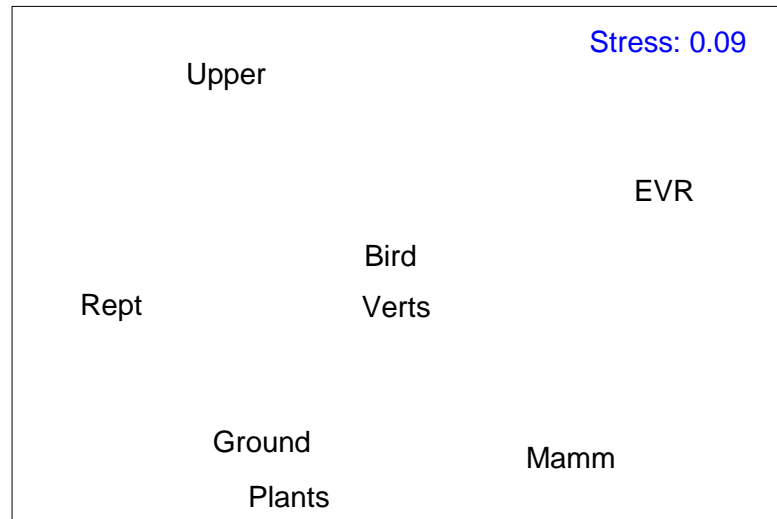 Stress: 0.09
Upper
EVR
Bird
Rept
Verts
Ground
Mamm
Plants